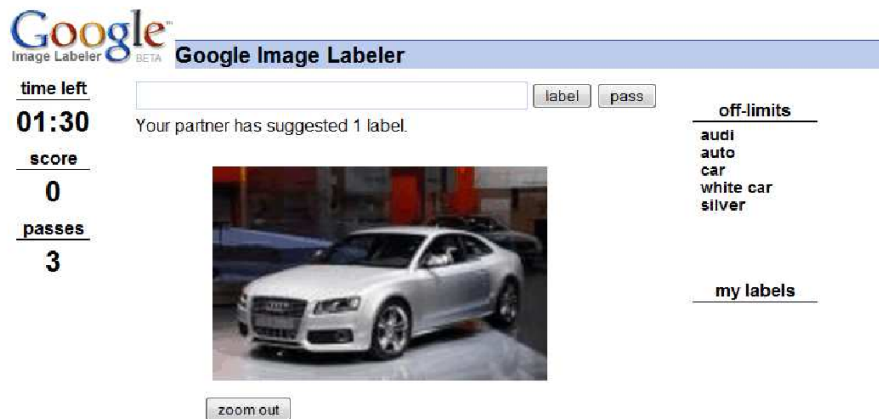 Google™
Image Labeler BETA
Google Image Labeler
time left
01:30
score
0
passes
3
label
pass
Your partner has suggested 1 label.
zoom out
off-limits
audi
auto
car
white car
silver
my labels